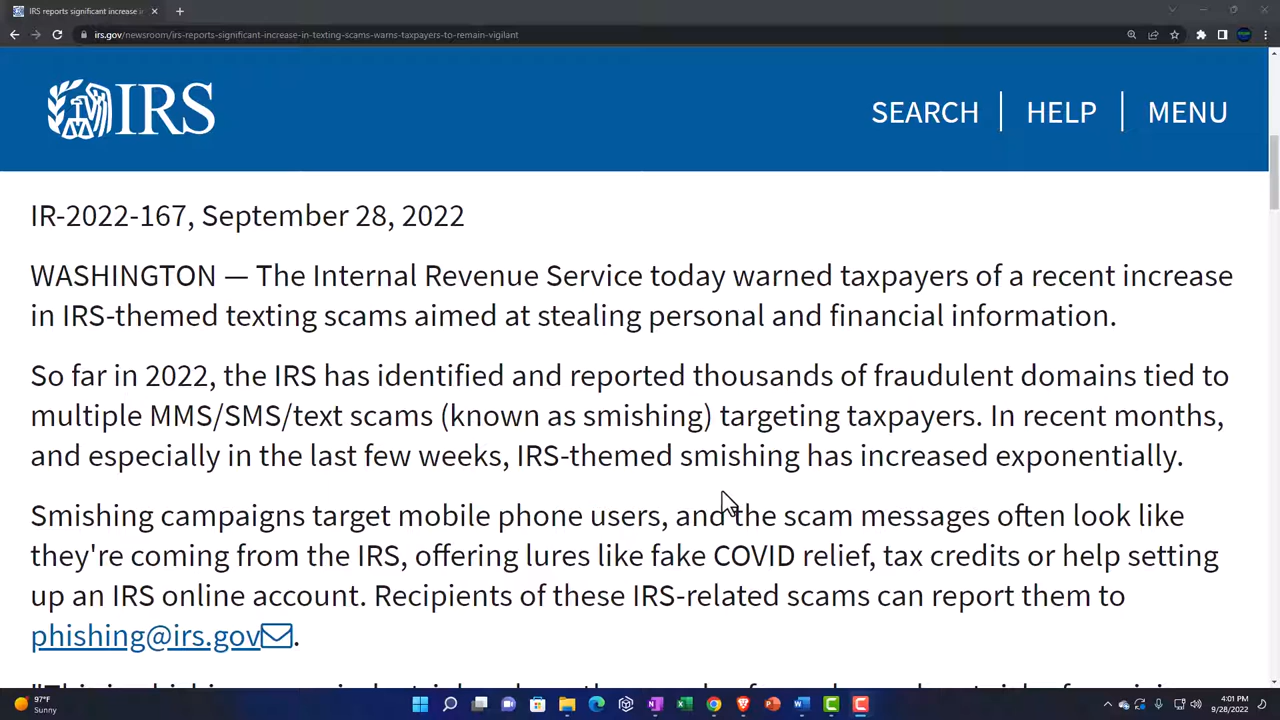 IRS reports significant increase i
irs.gov/newsroom/irs-reports-significant-increase-in-texting-scams-warns-taxpayers-to-remain-vigilant
IRS
SEARCH | HELP | MENU
IR-2022-167, September 28, 2022
WASHINGTON — The Internal Revenue Service today warned taxpayers of a recent increase
in IRS-themed texting scams aimed at stealing personal and financial information.
So far in 2022, the IRS has identified and reported thousands of fraudulent domains tied to
multiple MMS/SMS/text scams (known as smishing) targeting taxpayers. In recent months,
and especially in the last few weeks, IRS-themed smishing has increased exponentially.
Smishing campaigns target mobile phone users, and the scam messages often look like
they're coming from the IRS, offering lures like fake COVID relief, tax credits or help setting
up an IRS online account. Recipients of these IRS-related scams can report them to
phishing@irs.gov.
97°F
Sunny
4:01 PM
9/28/2022